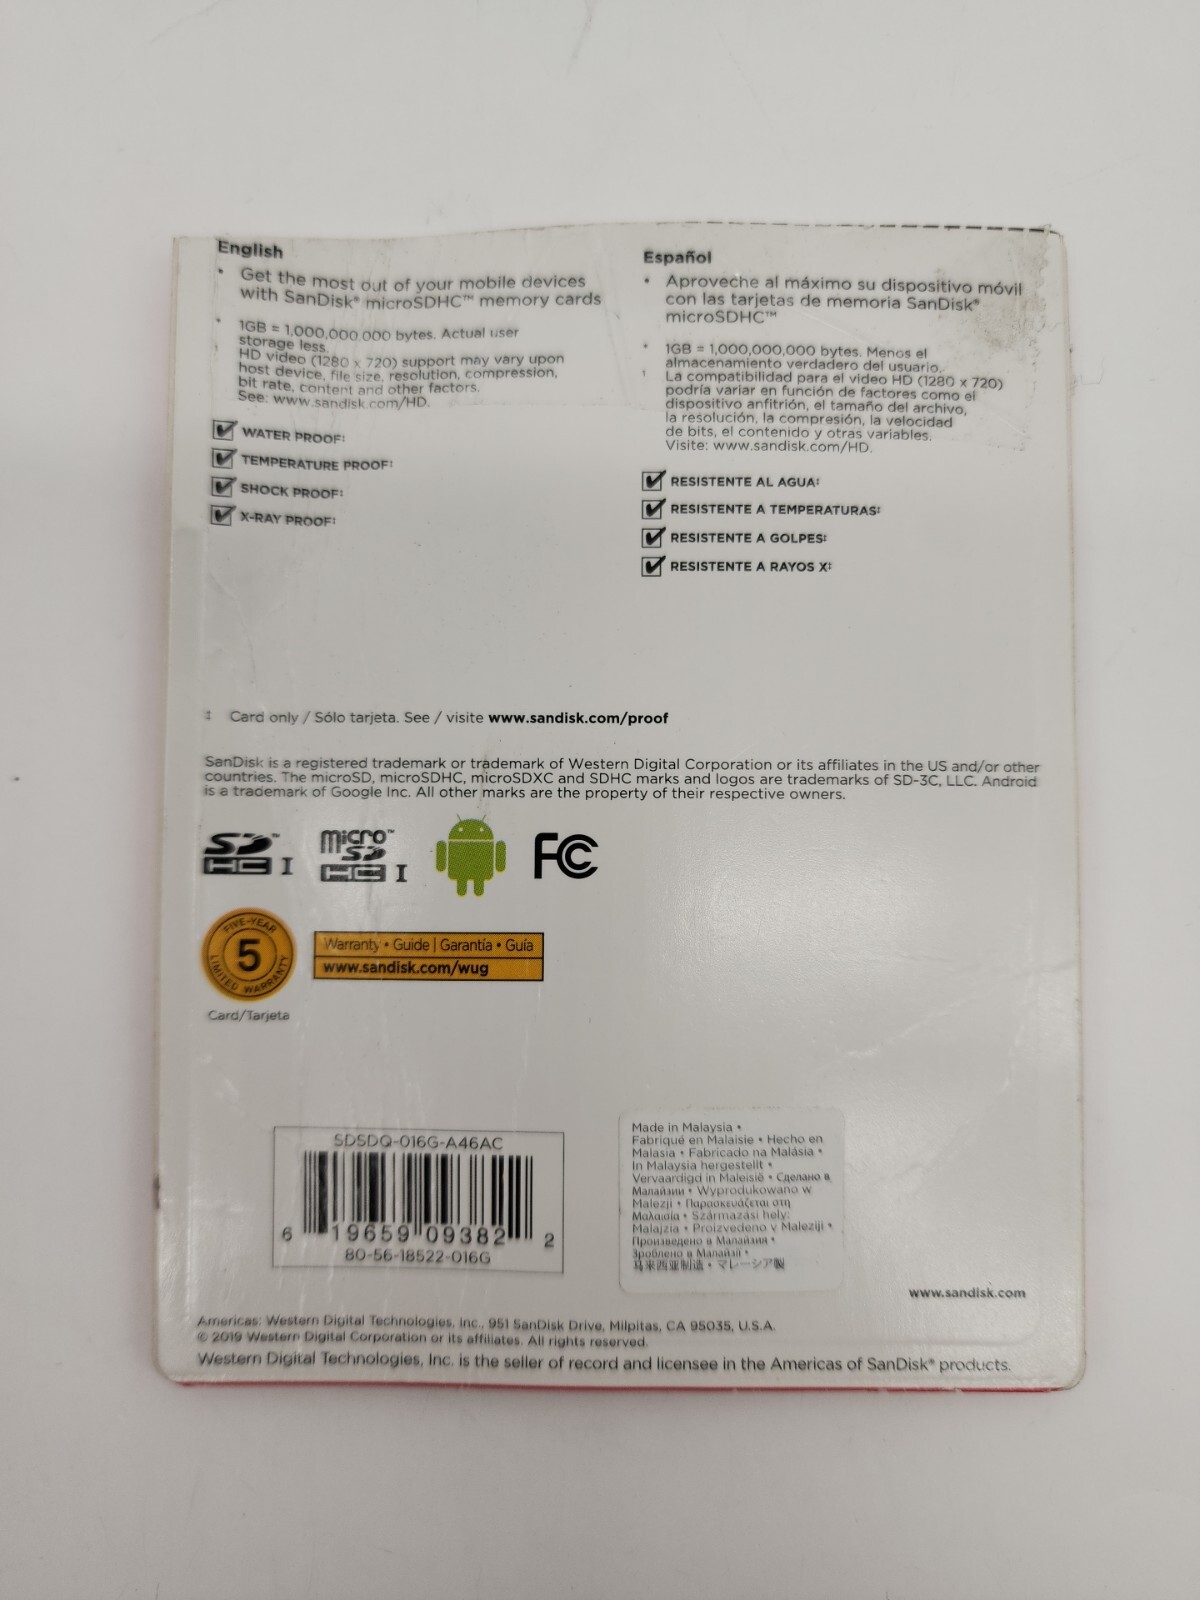 English
• Get the most out of your mobile devices
with SanDisk® microSDHC™ memory cards
* 1GB = 1,000,000,000 bytes. Actual user
storage less.
HD video (1280 x 720) support may vary upon
host device, file size, resolution, compression,
bit rate, content and other factors.
See: www.sandisk.com/HD.
WATER PROOF‡
TEMPERATURE PROOF‡
SHOCK PROOF‡
X-RAY PROOF‡
Español
• Aproveche al máximo su dispositivo móvil
con las tarjetas de memoria SanDisk®
microSDHC™
* 1GB = 1,000,000,000 bytes. Menos el
almacenamiento verdadero del usuario.
La compatibilidad para el video HD (1280 x 720)
podría variar en función de factores como el
dispositivo anfitrión, el tamaño del archivo,
la resolución, la compresión, la velocidad
de bits, el contenido y otras variables.
Visite: www.sandisk.com/HD.
RESISTENTE AL AGUA‡
RESISTENTE A TEMPERATURAS‡
RESISTENTE A GOLPES‡
RESISTENTE A RAYOS X‡
‡ Card only / Sólo tarjeta. See / visite www.sandisk.com/proof
SanDisk is a registered trademark or trademark of Western Digital Corporation or its affiliates in the US and/or other
countries. The microSD, microSDHC, microSDXC and SDHC marks and logos are trademarks of SD-3C, LLC. Android
is a trademark of Google Inc. All other marks are the property of their respective owners.
SD™ HC I
micro™ SD HC I
FC
FIVE-YEAR
5
LIMITED WARRANTY
Warranty • Guide | Garantía • Guía
www.sandisk.com/wug
Card/Tarjeta
SDSDQ-016G-A46AC
6 19659 09382 2
80-56-18522-016G
Made in Malaysia •
Fabriqué en Malaisie • Hecho en
Malasia • Fabricado na Malásia •
In Malaysia hergestellt •
Vervaardigd in Maleisië • Сделано в
Малайзии • Wyprodukowano w
Malezji • Παρασκευάζεται στη
Μαλαισία • Származási hely:
Malajzia • Proizvedeno v Maleziji •
Произведено в Малайзия •
Зроблено в Малайзії •
马来西亚制造 • マレーシア製
www.sandisk.com
Americas: Western Digital Technologies, Inc., 951 SanDisk Drive, Milpitas, CA 95035, U.S.A.
© 2019 Western Digital Corporation or its affiliates. All rights reserved.
Western Digital Technologies, Inc. is the seller of record and licensee in the Americas of SanDisk® products.